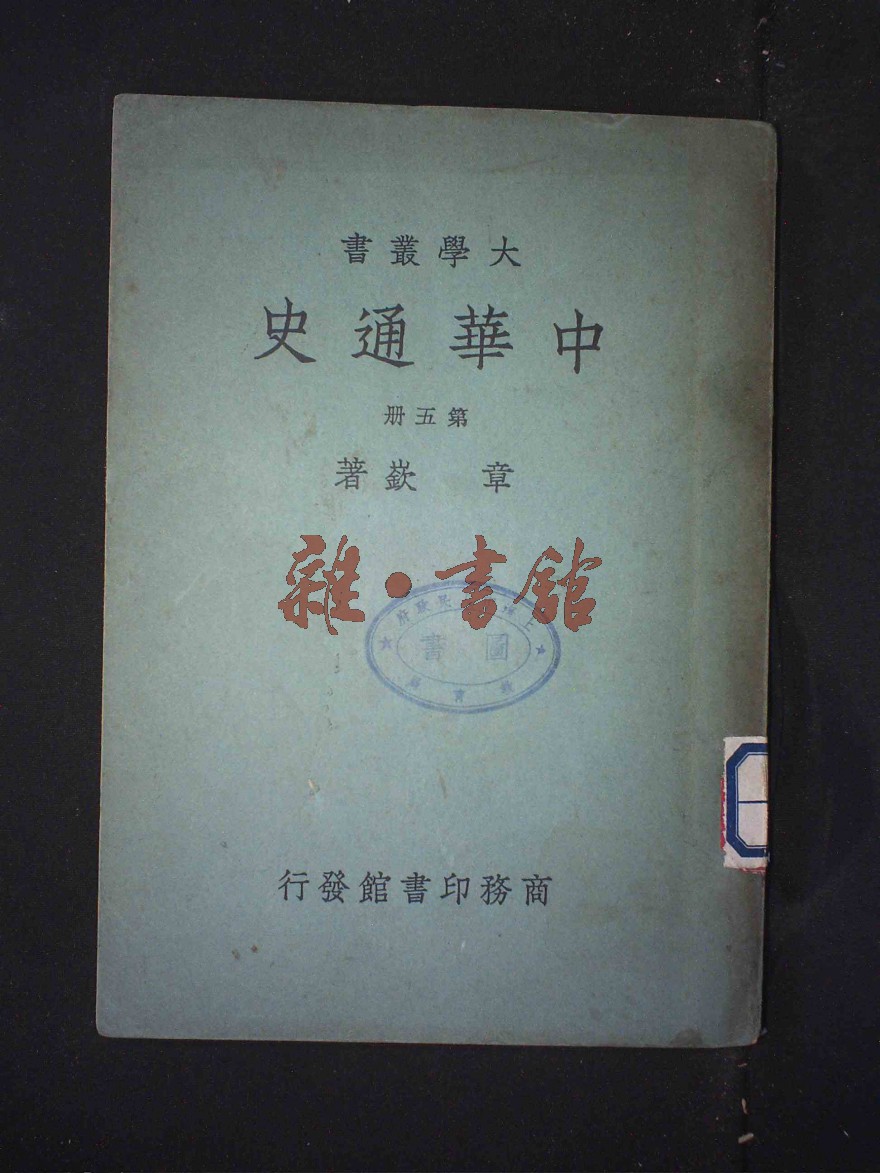 大學叢書
中華通史
第五册
章嶔著
雜·書館
圖書
商務印書館發行